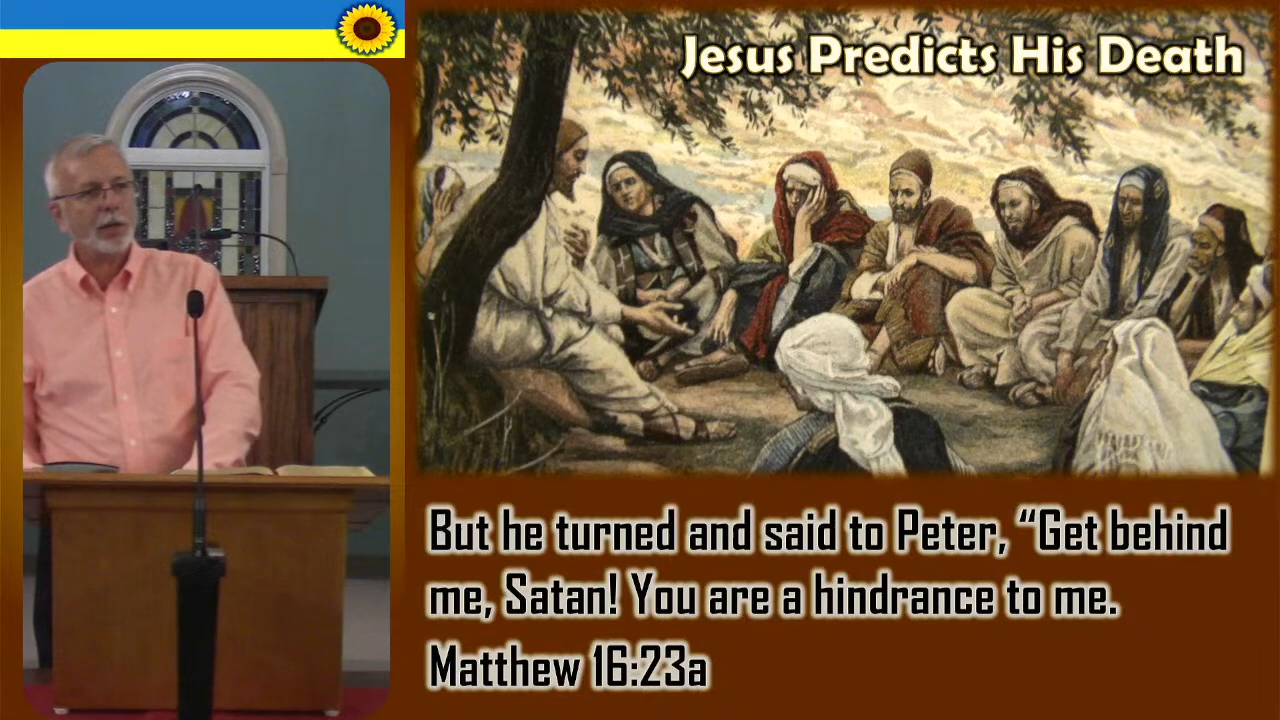 Jesus Predicts His Death
But he turned and said to Peter, “Get behind
me, Satan! You are a hindrance to me.
Matthew 16:23a